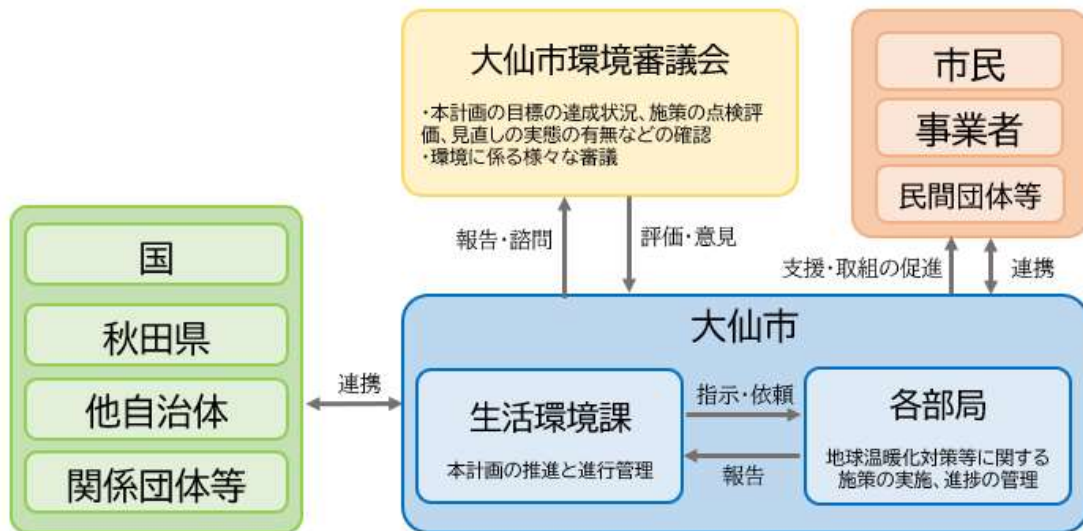 大仙市環境審議会
・本計画の目標の達成状況、施策の点検評
価、見直しの実態の有無などの確認
・環境に係る様々な審議
市民
事業者
民間団体等
国
秋田県
他自治体
関係団体等
報告・諮問
評価・意見
支援・取組の促進
連携
連携
大仙市
生活環境課
本計画の推進と進行管理
指示・依頼
報告
各部局
地球温暖化対策等に関する
施策の実施、進捗の管理